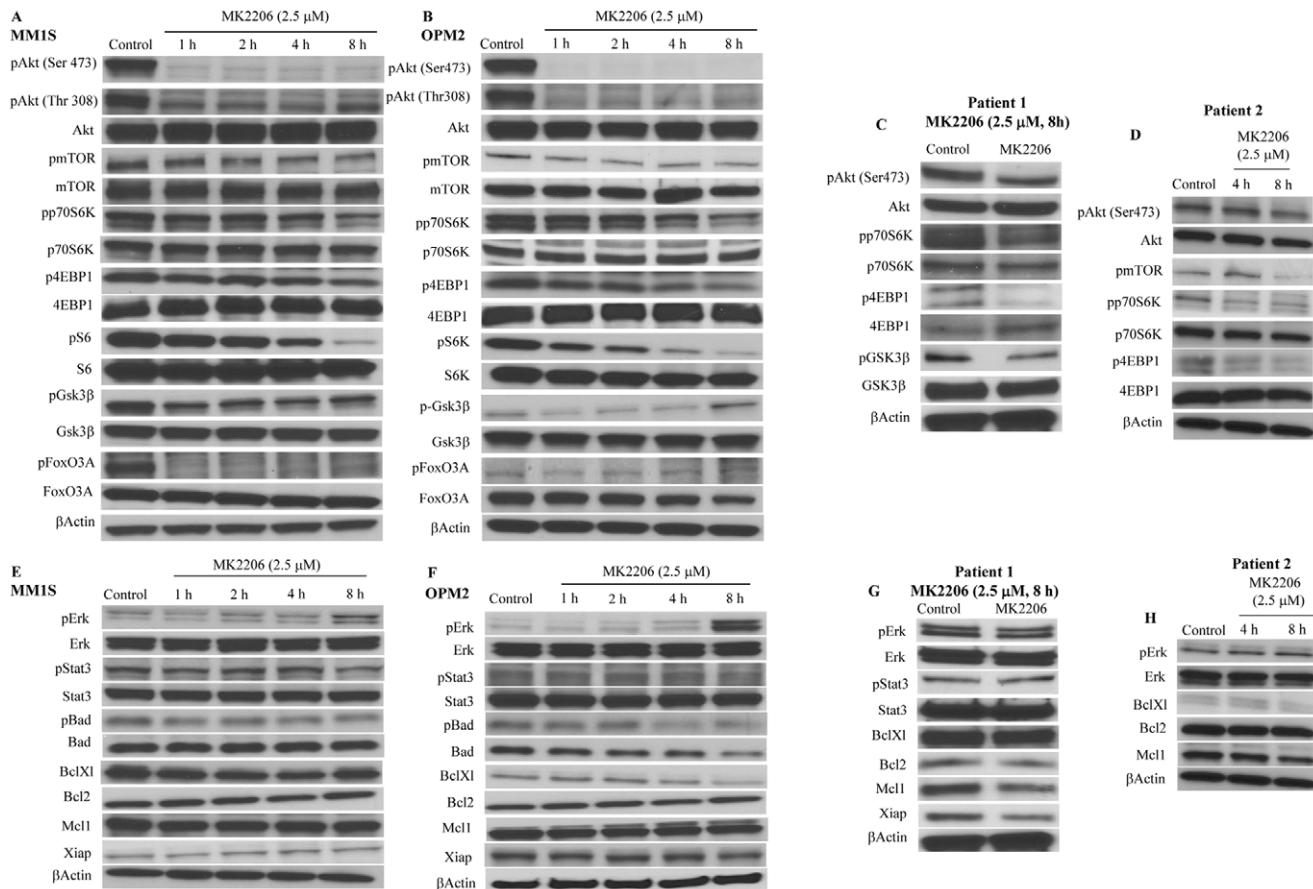 A
MM1S
MK2206 (2.5 μM)
Control 1 h 2 h 4 h 8 h
pAkt (Ser 473)
pAkt (Thr 308)
Akt
pmTOR
mTOR
pp70S6K
p70S6K
p4EBP1
4EBP1
pS6
S6
pGsk3β
Gsk3β
pFoxO3A
FoxO3A
βActin
B
OPM2
MK2206 (2.5 μM)
Control 1 h 2 h 4 h 8 h
pAkt (Ser473)
pAkt (Thr308)
Akt
pmTOR
mTOR
pp70S6K
p70S6K
p4EBP1
4EBP1
pS6K
S6K
p-Gsk3β
Gsk3β
pFoxO3A
FoxO3A
βActin
C
Patient 1
MK2206 (2.5 μM, 8h)
Control MK2206
pAkt (Ser473)
Akt
pp70S6K
p70S6K
p4EBP1
4EBP1
pGSK3β
GSK3β
βActin
D
Patient 2
MK2206
(2.5 μM)
Control 4 h 8 h
pAkt (Ser473)
Akt
pmTOR
pp70S6K
p70S6K
p4EBP1
4EBP1
βActin
E
MM1S
MK2206 (2.5 μM)
Control 1 h 2 h 4 h 8 h
pErk
Erk
pStat3
Stat3
pBad
Bad
BclXl
Bcl2
Mcl1
Xiap
βActin
F
OPM2
MK2206 (2.5 μM)
Control 1 h 2 h 4 h 8 h
pErk
Erk
pStat3
Stat3
pBad
Bad
BclXl
Bcl2
Mcl1
Xiap
βActin
G
Patient 1
MK2206 (2.5 μM, 8 h)
Control MK2206
pErk
Erk
pStat3
Stat3
BclXl
Bcl2
Mcl1
Xiap
βActin
H
Patient 2
MK2206
(2.5 μM)
Control 4 h 8 h
pErk
Erk
BclXl
Bcl2
Mcl1
βActin